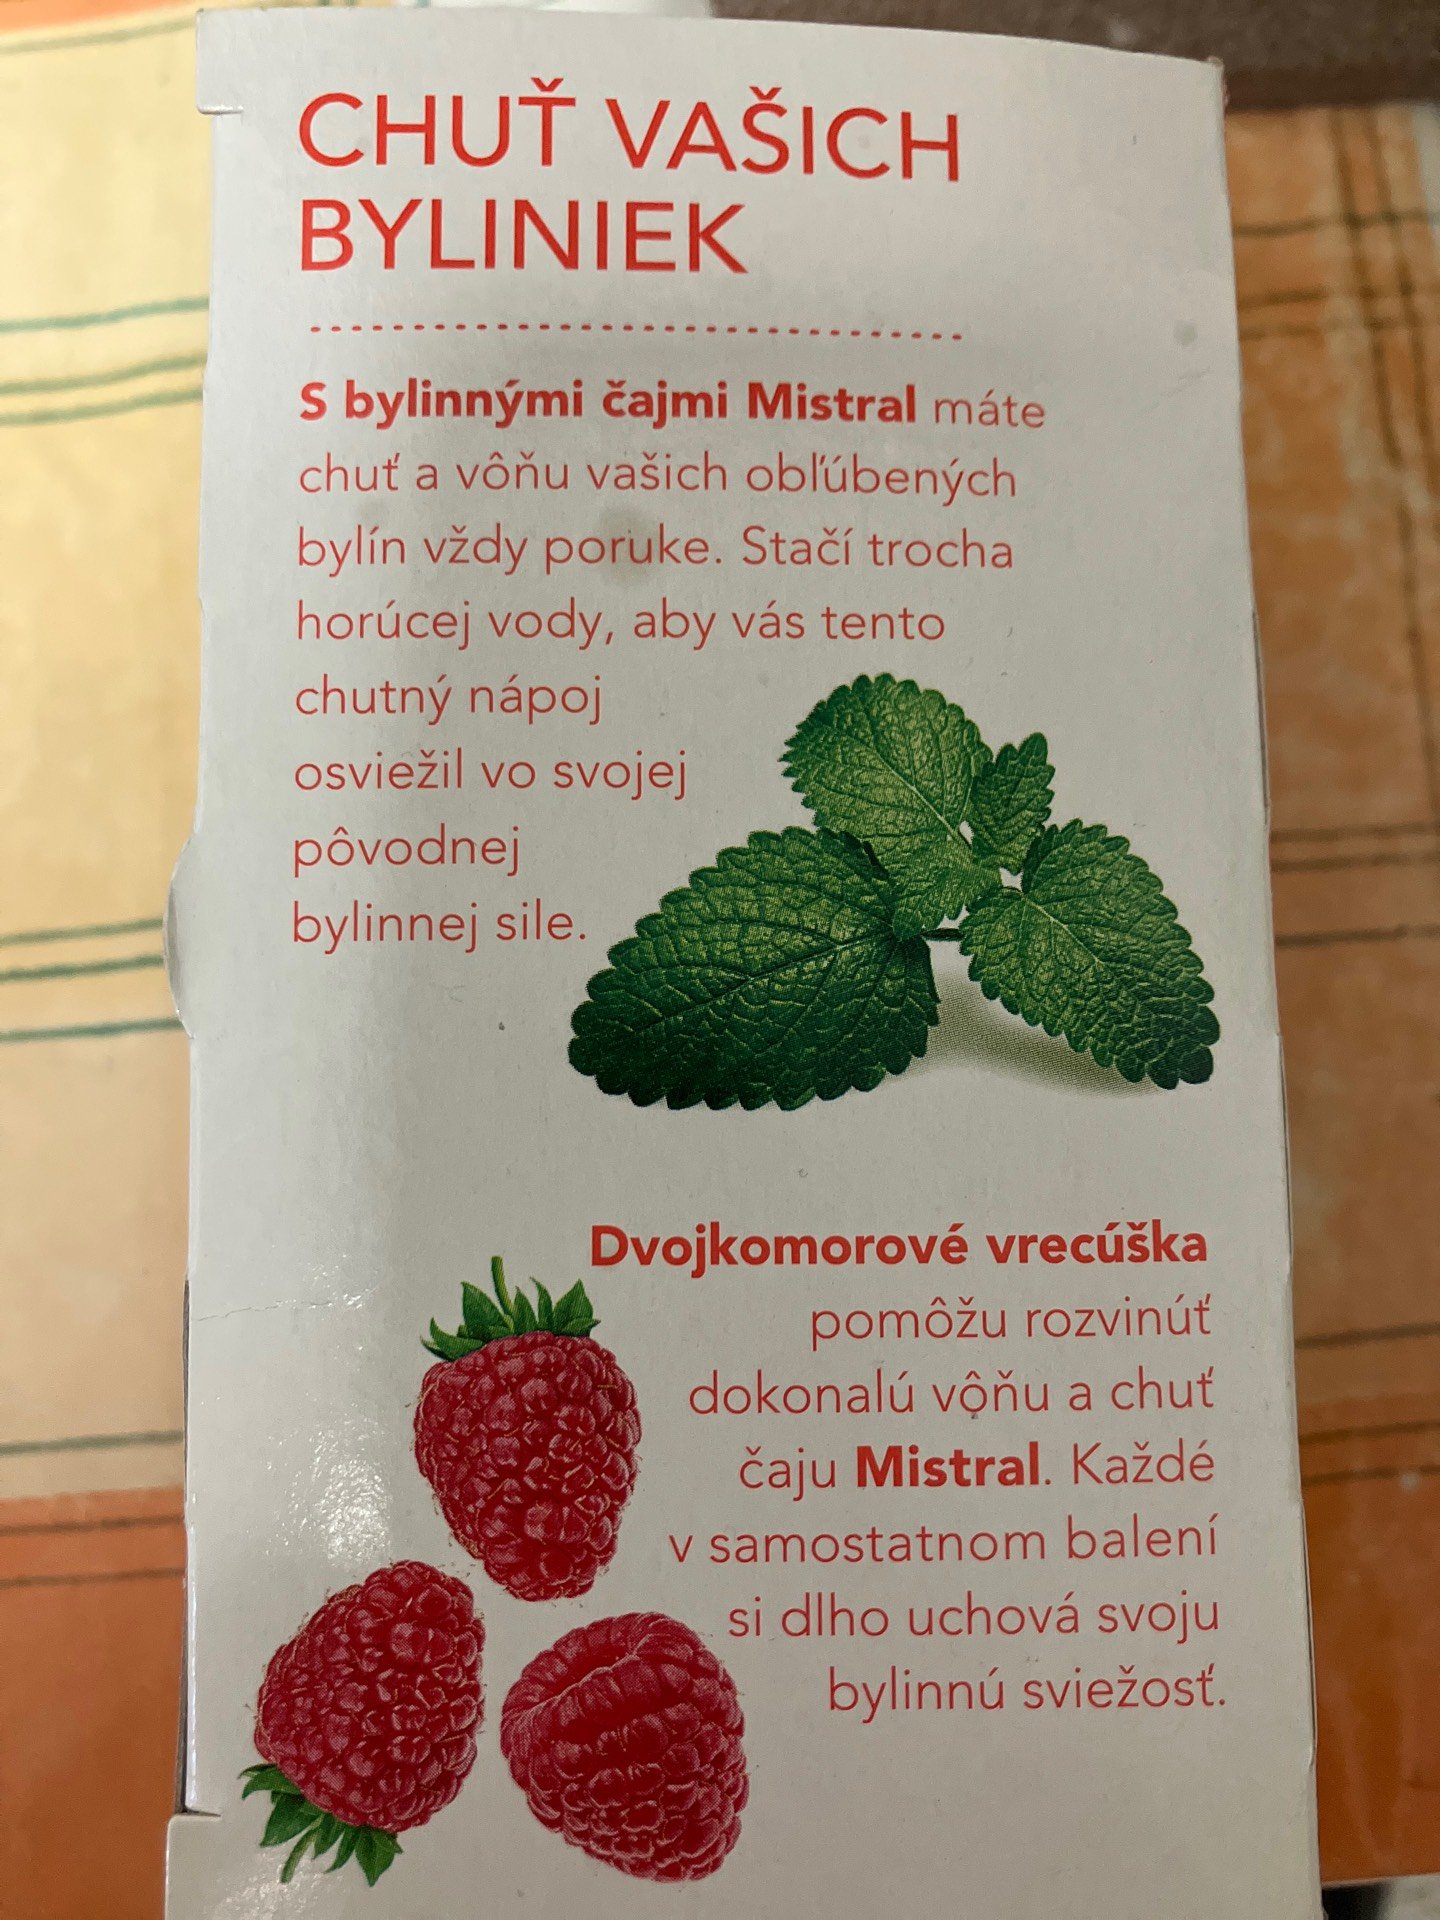 CHUŤ VAŠICH
BYLINIEK
S bylinnými čajmi Mistral máte
chuť a vôňu vašich obľúbených
bylín vždy poruke. Stačí trocha
horúcej vody, aby vás tento
chutný nápoj
osviežil vo svojej
pôvodnej
bylinnej sile.
Dvojkomorové vrecúška
pomôžu rozvinúť
dokonalú vôňu a chuť
čaju Mistral. Každé
v samostatnom balení
si dlho uchová svoju
bylinnú sviežosť.